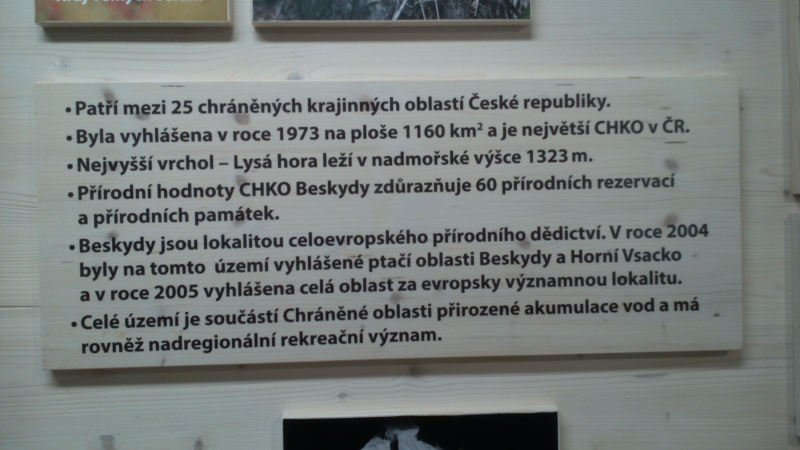 • Patří mezi 25 chráněných krajinných oblastí České republiky.
• Byla vyhlášena v roce 1973 na ploše 1160 km² a je největší CHKO v ČR.
• Nejvyšší vrchol – Lysá hora leží v nadmořské výšce 1323 m.
• Přírodní hodnoty CHKO Beskydy zdůrazňuje 60 přírodních rezervací
a přírodních památek.
• Beskydy jsou lokalitou celoevropského přírodního dědictví. V roce 2004
byly na tomto území vyhlášené ptačí oblasti Beskydy a Horní Vsacko
a v roce 2005 vyhlášena celá oblast za evropsky významnou lokalitu.
• Celé území je součástí Chráněné oblasti přirozené akumulace vod a má
rovněž nadregionální rekreační význam.